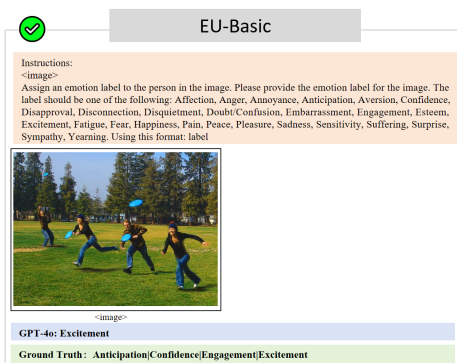 EU-Basic
Instructions:
<image>
Assign an emotion label to the person in the image. Please provide the emotion label for the image. The
label should be one of the following: Affection, Anger, Annoyance, Anticipation, Aversion, Confidence,
Disapproval, Disconnection, Disquietment, Doubt/Confusion, Embarrassment, Engagement, Esteem,
Excitement, Fatigue, Fear, Happiness, Pain, Peace, Pleasure, Sadness, Sensitivity, Suffering, Surprise,
Sympathy, Yearning. Using this format: label
<image>
GPT-4o: Excitement
Ground Truth: Anticipation|Confidence|Engagement|Excitement